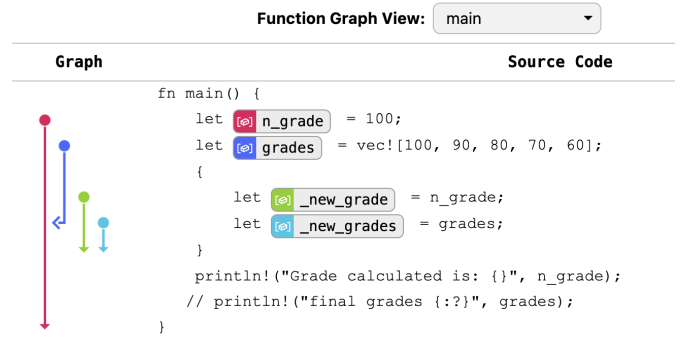 Function Graph View: main
Graph Source Code
fn main() {
let n_grade = 100;
let grades = vec![100, 90, 80, 70, 60];
{
let _new_grade = n_grade;
let _new_grades = grades;
}
println!("Grade calculated is: {}", n_grade);
// println!("final grades {:?}", grades);
}